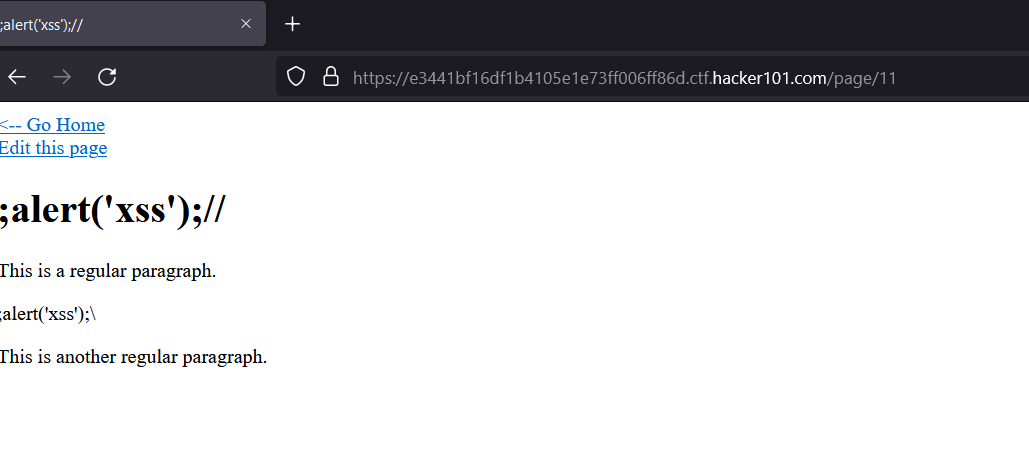 ;alert('xss');//
https://e3441bf16df1b4105e1e73ff006ff86d.ctf.hacker101.com/page/11
<-- Go Home
Edit this page
;alert('xss');//
This is a regular paragraph.
;alert('xss');\
This is another regular paragraph.